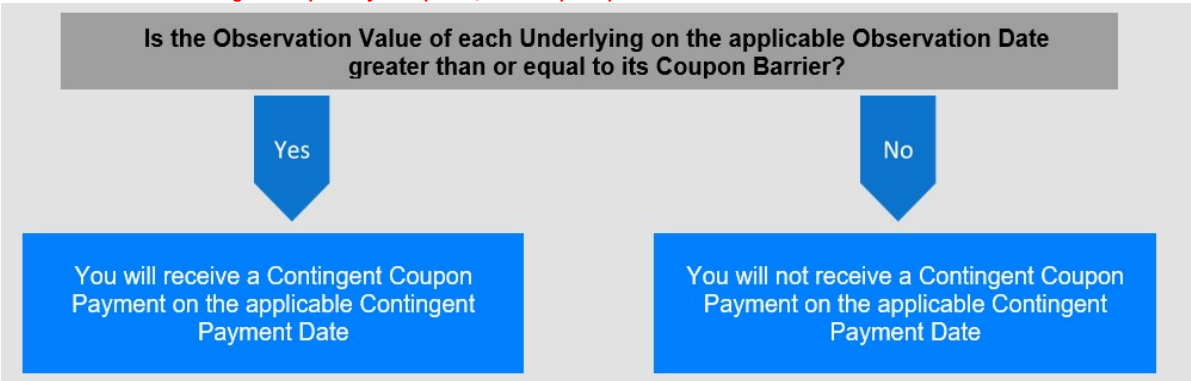 Is the Observation Value of each Underlying on the applicable Observation Date
greater than or equal to its Coupon Barrier?
Yes
No
You will receive a Contingent Coupon
Payment on the applicable Contingent
Payment Date
You will not receive a Contingent Coupon
Payment on the applicable Contingent
Payment Date